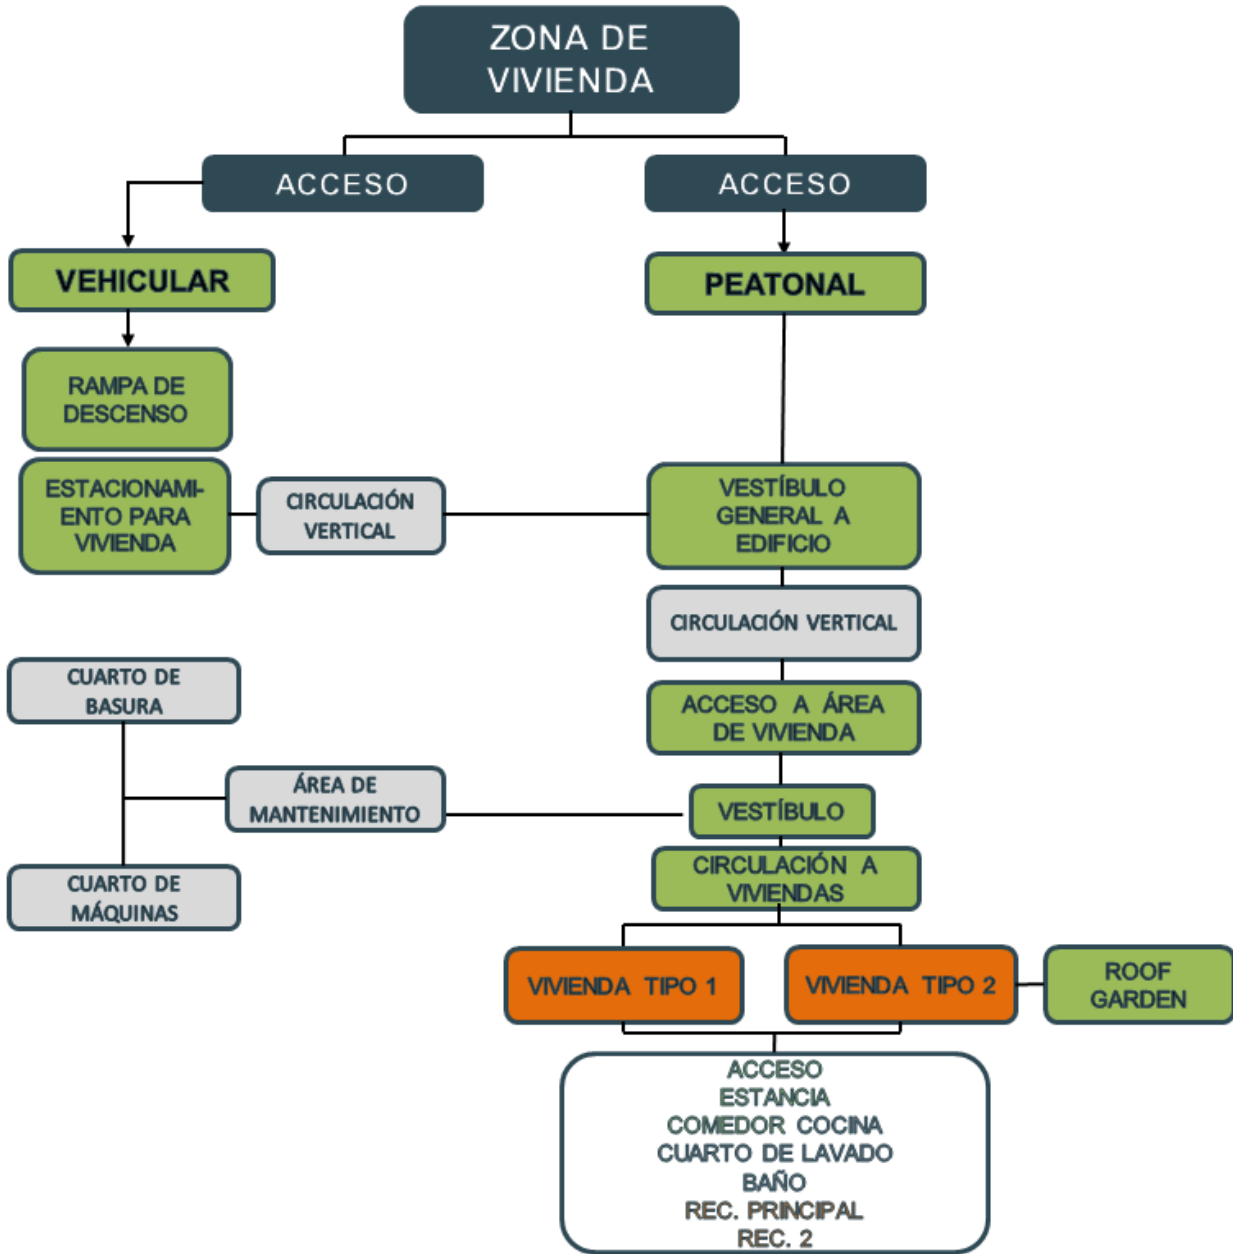 ZONA DE
VIVIENDA
ACCESO
ACCESO
VEHICULAR
PEATONAL
RAMPA DE
DESCENSO
ESTACIONAMI-
ENTO PARA
VIVIENDA
CIRCULACIÓN
VERTICAL
VESTÍBULO
GENERAL A
EDIFICIO
CIRCULACIÓN VERTICAL
CUARTO DE
BASURA
ACCESO A ÁREA
DE VIVIENDA
ÁREA DE
MANTENIMIENTO
VESTÍBULO
CUARTO DE
MÁQUINAS
CIRCULACIÓN A
VIVIENDAS
VIVIENDA TIPO 1
VIVIENDA TIPO 2
ROOF
GARDEN
ACCESO
ESTANCIA
COMEDOR COCINA
CUARTO DE LAVADO
BAÑO
REC. PRINCIPAL
REC. 2